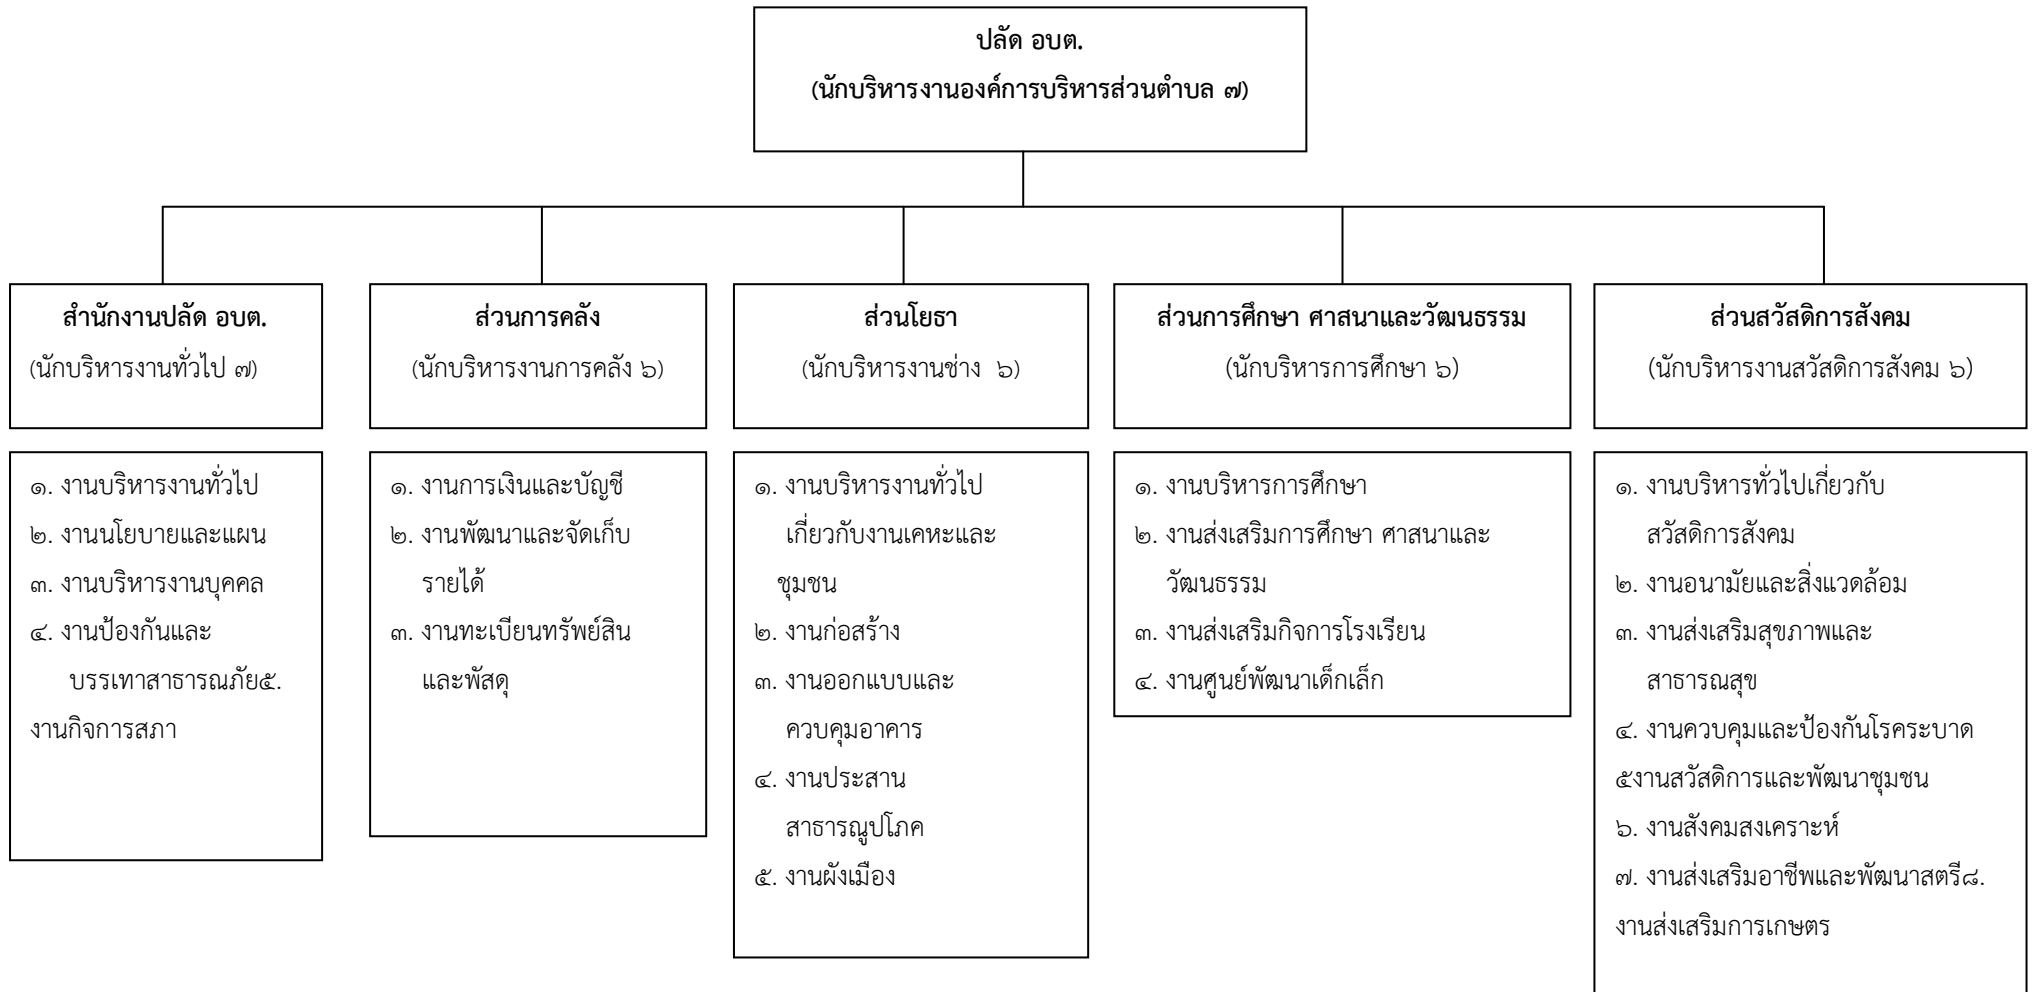 ปลัด อบต.
(นักบริหารงานองค์การบริหารส่วนตำบล ๗)
สำนักงานปลัด อบต.
(นักบริหารงานทั่วไป ๗)
ส่วนการคลัง
(นักบริหารงานการคลัง ๖)
ส่วนโยธา
(นักบริหารงานช่าง ๖)
ส่วนการศึกษา ศาสนาและวัฒนธรรม
(นักบริหารการศึกษา ๖)
ส่วนสวัสดิการสังคม
(นักบริหารงานสวัสดิการสังคม ๖)
๑. งานบริหารงานทั่วไป
๒. งานนโยบายและแผน
๓. งานบริหารงานบุคคล
๔. งานป้องกันและ
บรรเทาสาธารณภัย๕.
งานกิจการสภา
๑. งานการเงินและบัญชี
๒. งานพัฒนาและจัดเก็บ
รายได้
๓. งานทะเบียนทรัพย์สิน
และพัสดุ
๑. งานบริหารงานทั่วไป
เกี่ยวกับงานเคหะและ
ชุมชน
๒. งานก่อสร้าง
๓. งานออกแบบและ
ควบคุมอาคาร
๔. งานประสาน
สาธารณูปโภค
๕. งานผังเมือง
๑. งานบริหารการศึกษา
๒. งานส่งเสริมการศึกษา ศาสนาและ
วัฒนธรรม
๓. งานส่งเสริมกิจการโรงเรียน
๔. งานศูนย์พัฒนาเด็กเล็ก
๑. งานบริหารทั่วไปเกี่ยวกับ
สวัสดิการสังคม
๒. งานอนามัยและสิ่งแวดล้อม
๓. งานส่งเสริมสุขภาพและ
สาธารณสุข
๔. งานควบคุมและป้องกันโรคระบาด
๕งานสวัสดิการและพัฒนาชุมชน
๖. งานสังคมสงเคราะห์
๗. งานส่งเสริมอาชีพและพัฒนาสตรี๘.
งานส่งเสริมการเกษตร